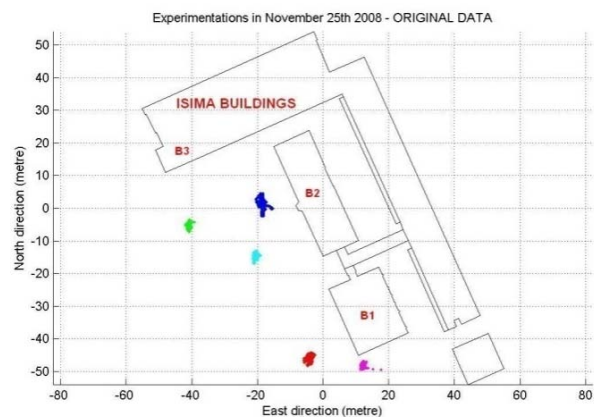 Experimentations in November 25th 2008 - ORIGINAL DATA
50
40
30
20
10
0
-10
-20
-30
-40
-50
North direction (metre)
ISIMA BUILDINGS
B3
B2
B1
-80 -60 -40 -20 0 20 40 60 80
East direction (metre)